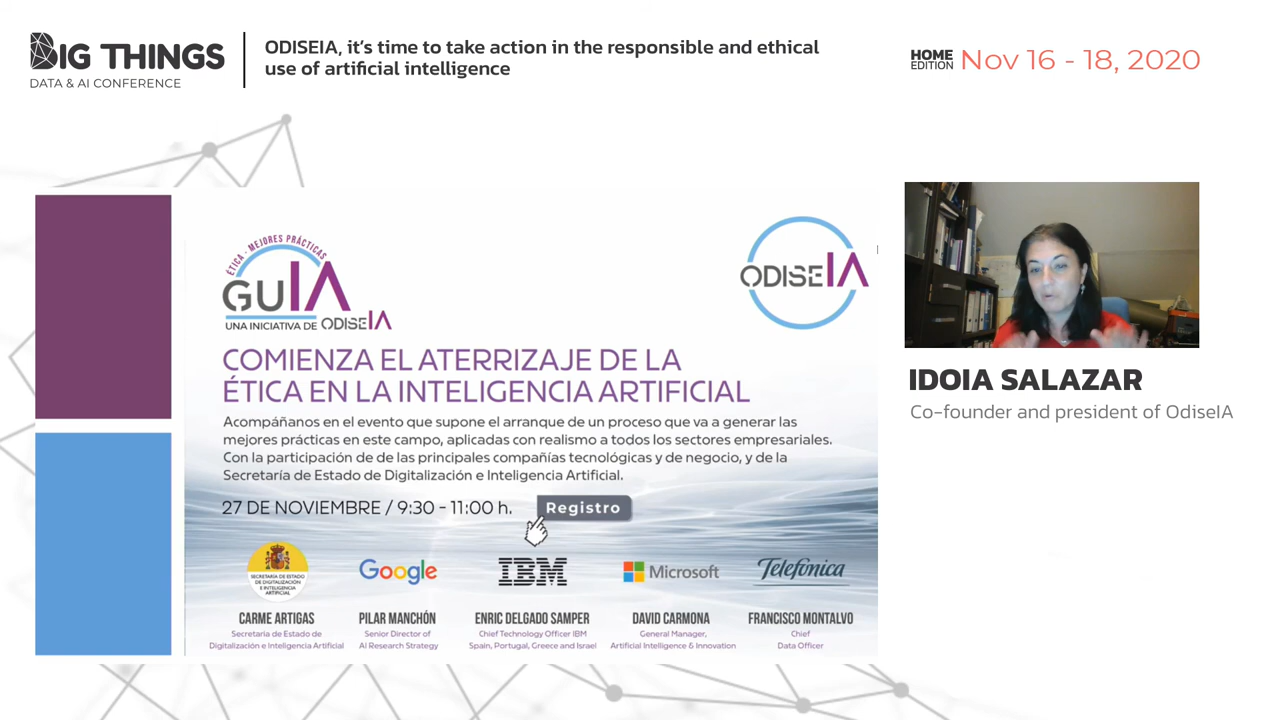 BIG THINGS
DATA & AI CONFERENCE
ODISEIA, it's time to take action in the responsible and ethical
use of artificial intelligence
HOME
EDITION
Nov 16 - 18, 2020
ÉTICA - MEJORES PRÁCTICAS
GUIA
UNA INICIATIVA DE ODISEIA
ODISEIA
COMIENZA EL ATERRIZAJE DE LA
ÉTICA EN LA INTELIGENCIA ARTIFICIAL
Acompáñanos en el evento que supone el arranque de un proceso que va a generar las
mejores prácticas en este campo, aplicadas con realismo a todos los sectores empresariales.
Con la participación de de las principales compañías tecnológicas y de negocio, y de la
Secretaría de Estado de Digitalización e Inteligencia Artificial.
27 DE NOVIEMBRE / 9:30 - 11:00 h.
Registro
SECRETARÍA DE ESTADO
DE DIGITALIZACIÓN
E INTELIGENCIA
ARTIFICIAL
Google
IBM
Microsoft
Telefónica
CARME ARTIGAS
Secretaría de Estado de
Digitalización e Inteligencia Artificial
PILAR MANCHÓN
Senior Director of
AI Research Strategy
ENRIC DELGADO SAMPER
Chief Technology Officer IBM
Spain, Portugal, Greece and Israel
DAVID CARMONA
General Manager,
Artificial Intelligence & Innovation
FRANCISCO MONTALVO
Chief
Data Officer
IDOIA SALAZAR
Co-founder and president of OdiseIA